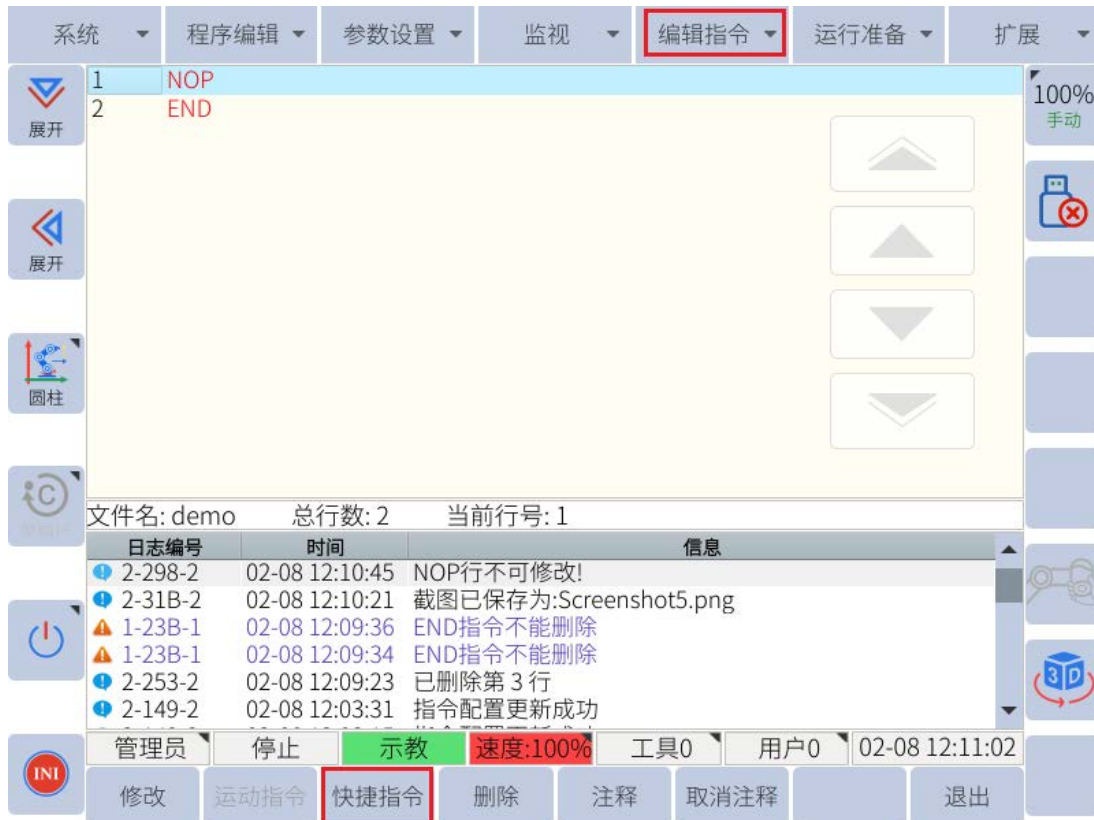 系统 程序编辑 参数设置 监视 编辑指令 运行准备 扩展
展开
展开
圆柱
1 NOP
2 END
100%
手动
文件名: demo 总行数: 2 当前行号: 1
日志编号 时间 信息
2-298-2 02-08 12:10:45 NOP行不可修改!
2-31B-2 02-08 12:10:21 截图已保存为:Screenshot5.png
1-23B-1 02-08 12:09:36 END指令不能删除
1-23B-1 02-08 12:09:34 END指令不能删除
2-253-2 02-08 12:09:23 已删除第 3 行
2-149-2 02-08 12:03:31 指令配置更新成功
C
3D
INI
管理员 停止 示教 速度:100% 工具0 用户0 02-08 12:11:02
修改 运动指令 快捷指令 删除 注释 取消注释 退出